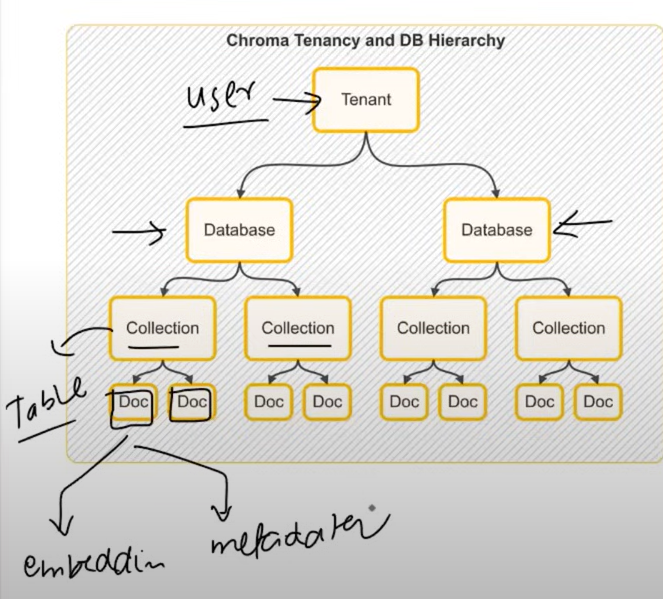 Chroma Tenancy and DB Hierarchy
user
Tenant
Database Database
Collection Collection Collection Collection
Table
Doc Doc Doc Doc Doc Doc Doc Doc
embeddin metadata